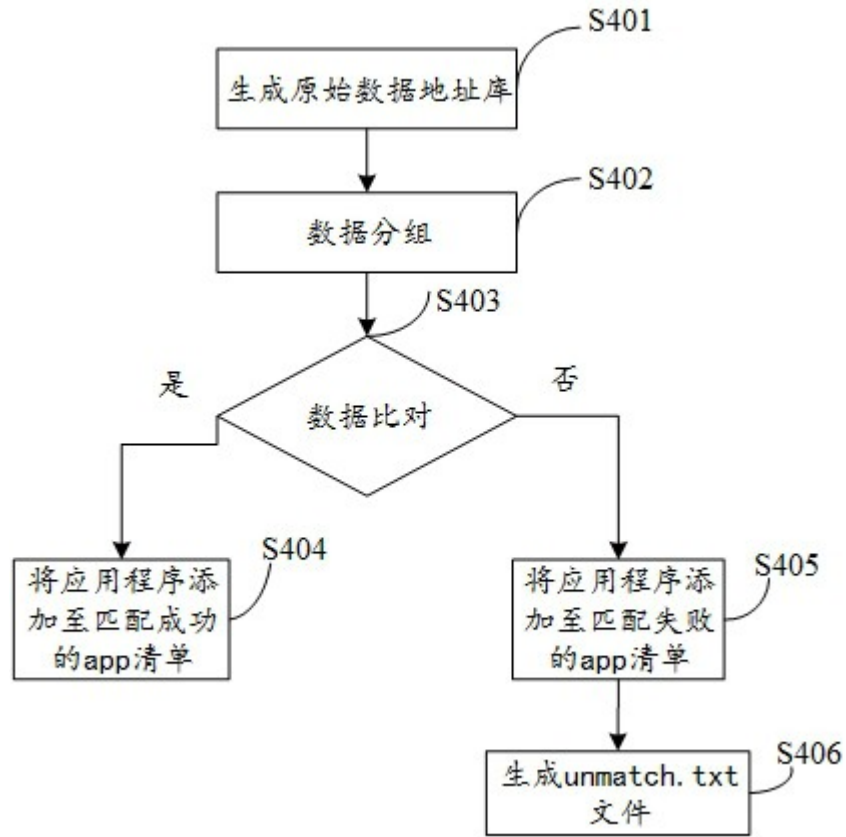 S401
生成原始数据地址库
S402
数据分组
S403
是
否
数据比对
S404
将应用程序添
加至匹配成功
的app清单
S405
将应用程序添
加至匹配失败
的app清单
S406
生成unmatch.txt
文件